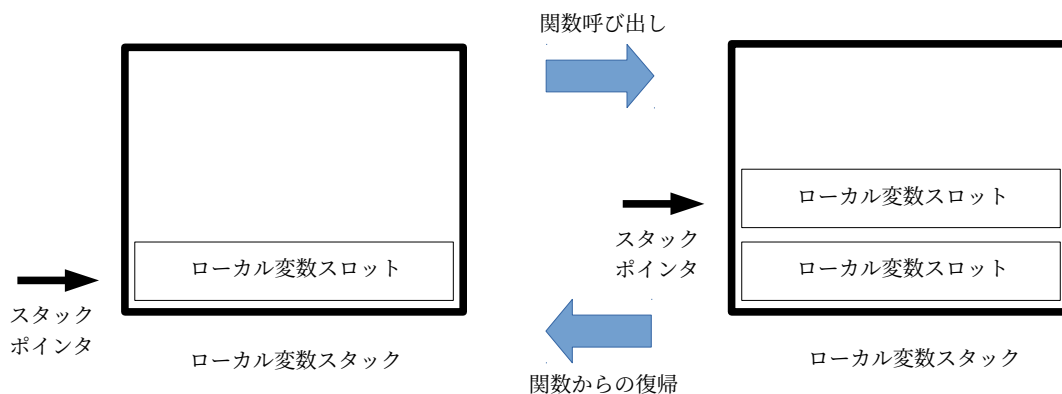 関数呼び出し
ローカル変数スロット
スタック
ポインタ
ローカル変数スタック
ローカル変数スロット
ローカル変数スロット
スタック
ポインタ
ローカル変数スタック
関数からの復帰